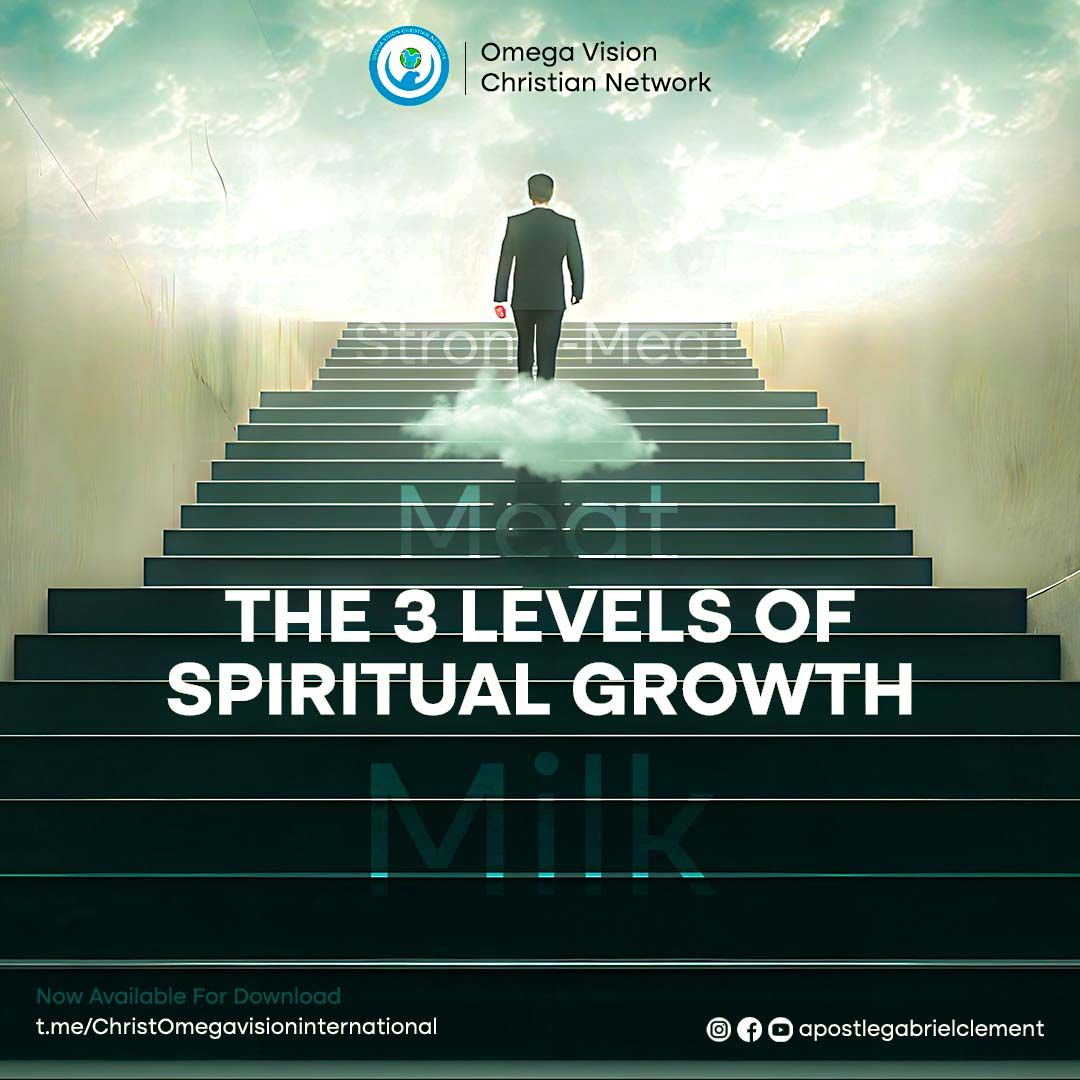 Omega Vision
Christian Network
Strong-Meat
Meat
THE 3 LEVELS OF
SPIRITUAL GROWTH
Milk
Now Available For Download
t.me/ChristOmegavisioninternational
apostlegabrielclement